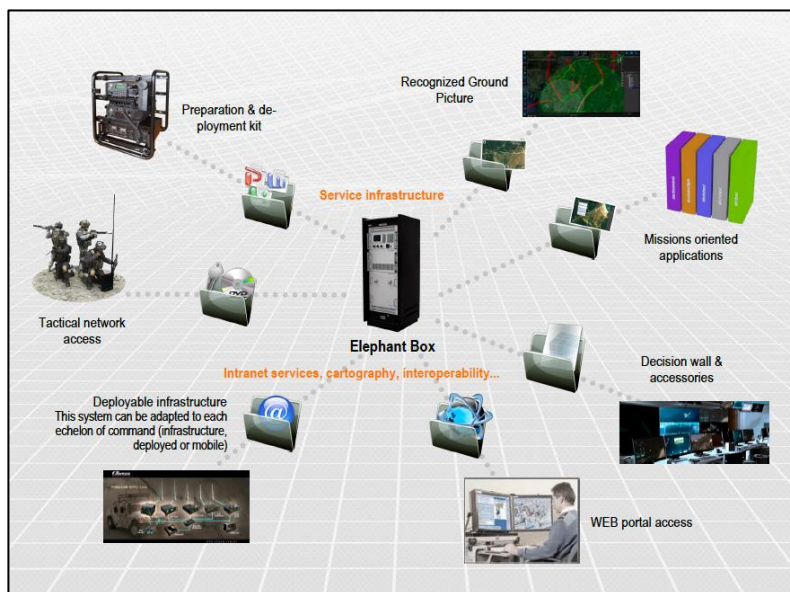 Preparation & de-
ployment kit
Recognized Ground
Picture
Service infrastructure
Missions oriented
applications
Tactical network
access
DVD
Elephant Box
Intranet services, cartography, interoperability...
Decision wall &
accessories
Deployable infrastructure
This system can be adapted to each
echelon of command (infrastructure,
deployed or mobile)
@
WEB portal access